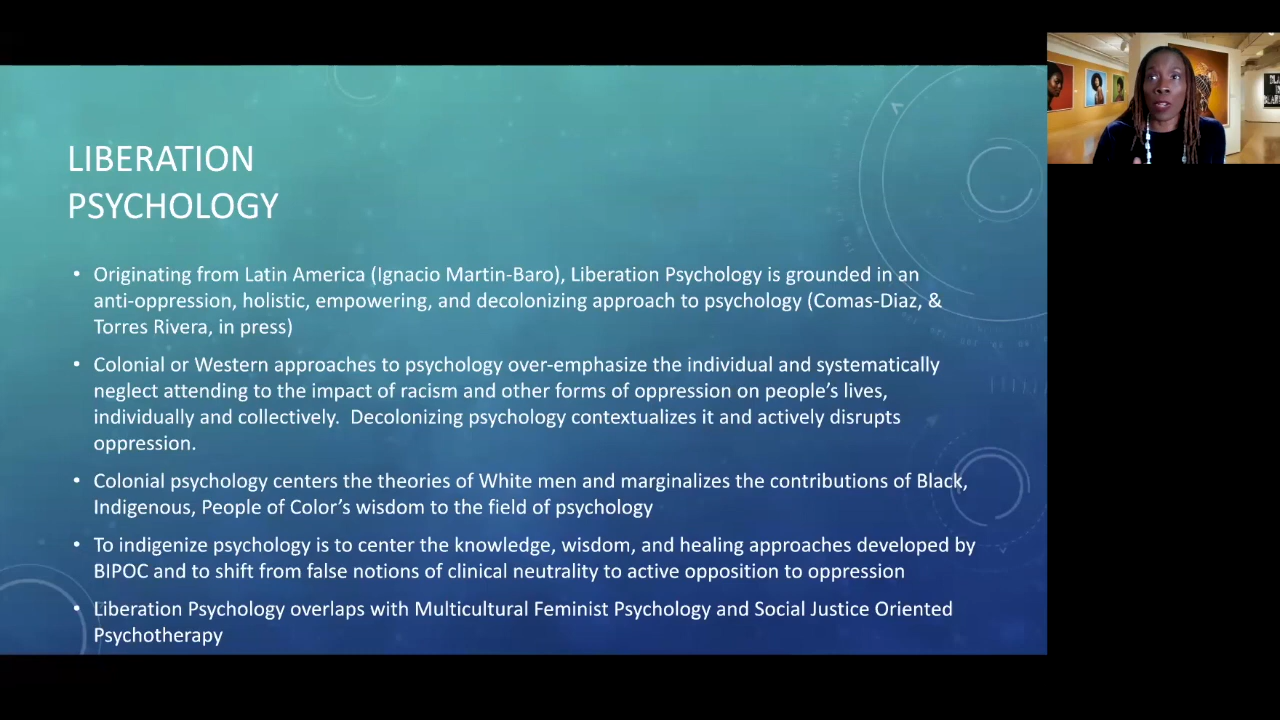 LIBERATION
PSYCHOLOGY
• Originating from Latin America (Ignacio Martin-Baro), Liberation Psychology is grounded in an
anti-oppression, holistic, empowering, and decolonizing approach to psychology (Comas-Diaz, &
Torres Rivera, in press)
• Colonial or Western approaches to psychology over-emphasize the individual and systematically
neglect attending to the impact of racism and other forms of oppression on people’s lives,
individually and collectively.  Decolonizing psychology contextualizes it and actively disrupts
oppression.
• Colonial psychology centers the theories of White men and marginalizes the contributions of Black,
Indigenous, People of Color’s wisdom to the field of psychology
• To indigenize psychology is to center the knowledge, wisdom, and healing approaches developed by
BIPOC and to shift from false notions of clinical neutrality to active opposition to oppression
• Liberation Psychology overlaps with Multicultural Feminist Psychology and Social Justice Oriented
Psychotherapy